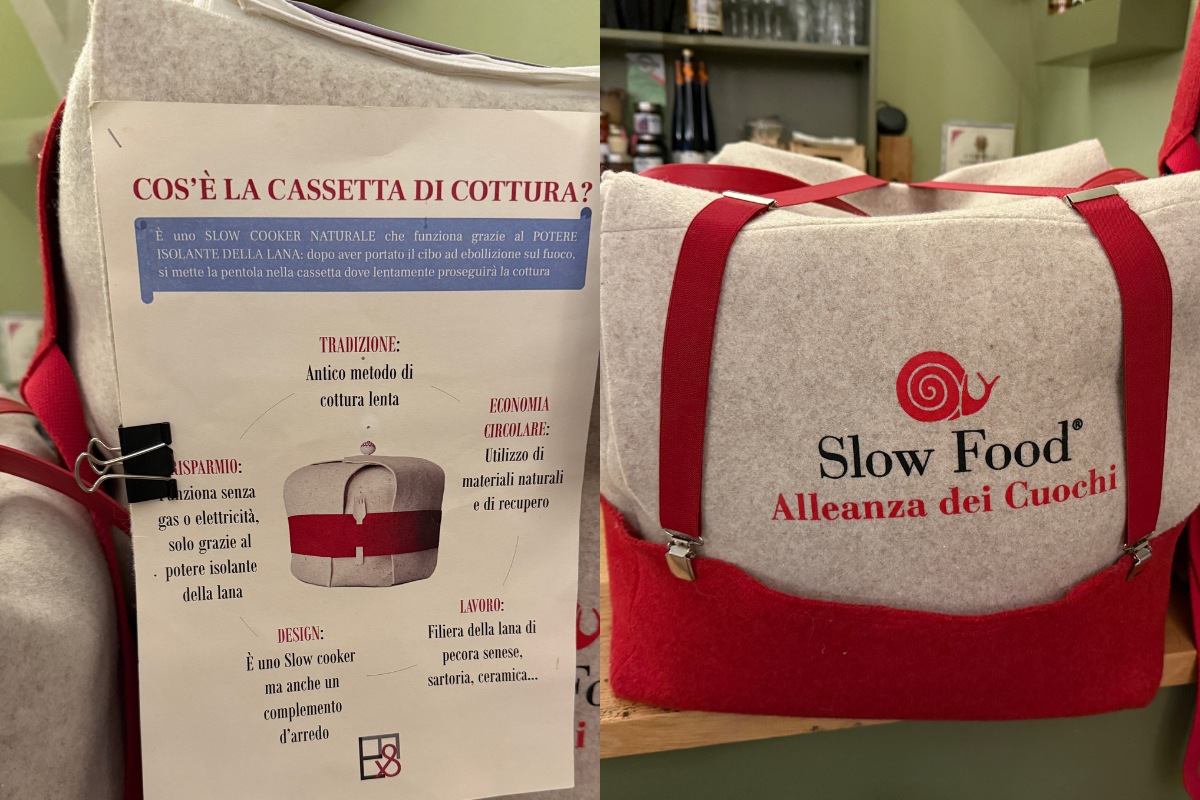 COS'È LA CASSETTA DI COTTURA?
È uno SLOW COOKER NATURALE che funziona grazie al POTERE
ISOLANTE DELLA LANA: dopo aver portato il cibo ad ebollizione sul fuoco,
si mette la pentola nella cassetta dove lentamente proseguirà la cottura
TRADIZIONE:
Antico metodo di
cottura lenta
ECONOMIA
CIRCOLARE:
Utilizzo di
materiali naturali
e di recupero
RISPARMIO:
Funziona senza
gas o elettricità,
solo grazie al
potere isolante
della lana
LAVORO:
Filiera della lana di
pecora senese,
sartoria, ceramica...
DESIGN:
È uno Slow cooker
ma anche un
complemento
d'arredo
Slow Food®
Alleanza dei Cuochi